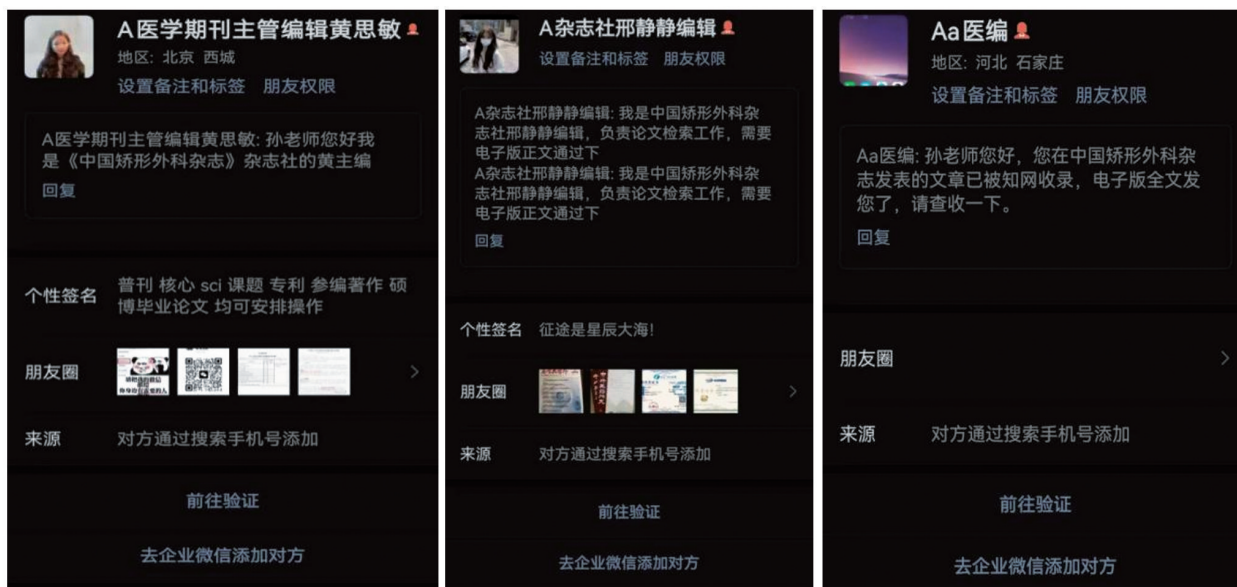 A医学期刊主管编辑黄思敏
地区: 北京 西城
设置备注和标签 朋友权限
A医学期刊主管编辑黄思敏: 孙老师您好我
是《中国矫形外科杂志》杂志社的黄主编
回复
个性签名 普刊 核心 sci 课题 专利 参编著作 硕
博毕业论文 均可安排操作
朋友圈
来源 对方通过搜索手机号添加
前往验证
去企业微信添加对方
A杂志社邢静静编辑
设置备注和标签 朋友权限
A杂志社邢静静编辑: 我是中国矫形外科杂
志社邢静静编辑，负责论文检索工作，需要
电子版正文通过下
A杂志社邢静静编辑: 我是中国矫形外科杂
志社邢静静编辑，负责论文检索工作，需要
电子版正文通过下
回复
个性签名 征途是星辰大海！
朋友圈
来源 对方通过搜索手机号添加
前往验证
去企业微信添加对方
Aa医编
地区: 河北 石家庄
设置备注和标签 朋友权限
Aa医编: 孙老师您好，您在中国矫形外科杂
志发表的文章已被知网收录，电子版全文发
您了，请查收一下。
回复
朋友圈
来源 对方通过搜索手机号添加
前往验证
去企业微信添加对方